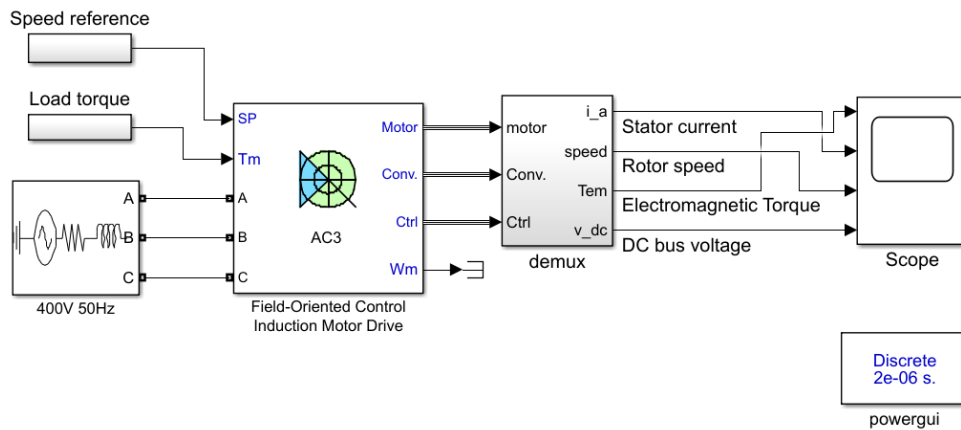 Speed reference
Load torque
SP
Tm
A
B
C
A
B
C
400V 50Hz
Motor
Conv.
Ctrl
Wm
AC3
Field-Oriented Control
Induction Motor Drive
motor
Conv.
Ctrl
i_a
speed
Tem
v_dc
demux
Stator current
Rotor speed
Electromagnetic Torque
DC bus voltage
Scope
Discrete
2e-06 s.
powergui